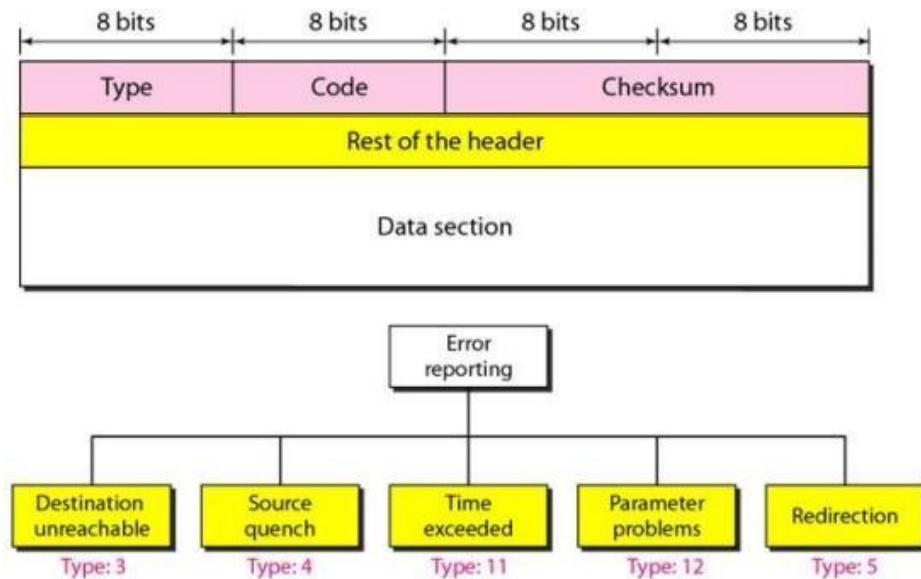 8 bits 8 bits 8 bits 8 bits
Type Code Checksum
Rest of the header
Data section
Error
reporting
Destination
unreachable
Source
quench
Time
exceeded
Parameter
problems
Redirection
Type: 3 Type: 4 Type: 11 Type: 12 Type: 5